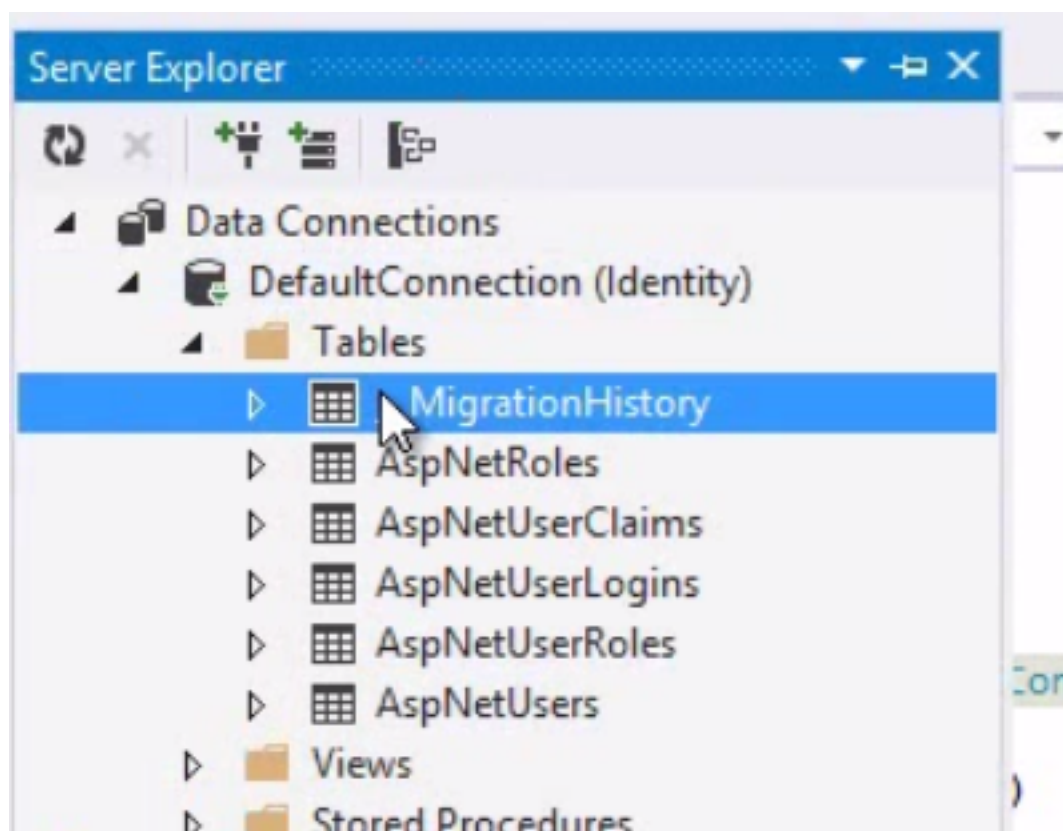 Server Explorer
Data Connections
DefaultConnection (Identity)
Tables
MigrationHistory
AspNetRoles
AspNetUserClaims
AspNetUserLogins
AspNetUserRoles
AspNetUsers
Views
Stored Procedures
)